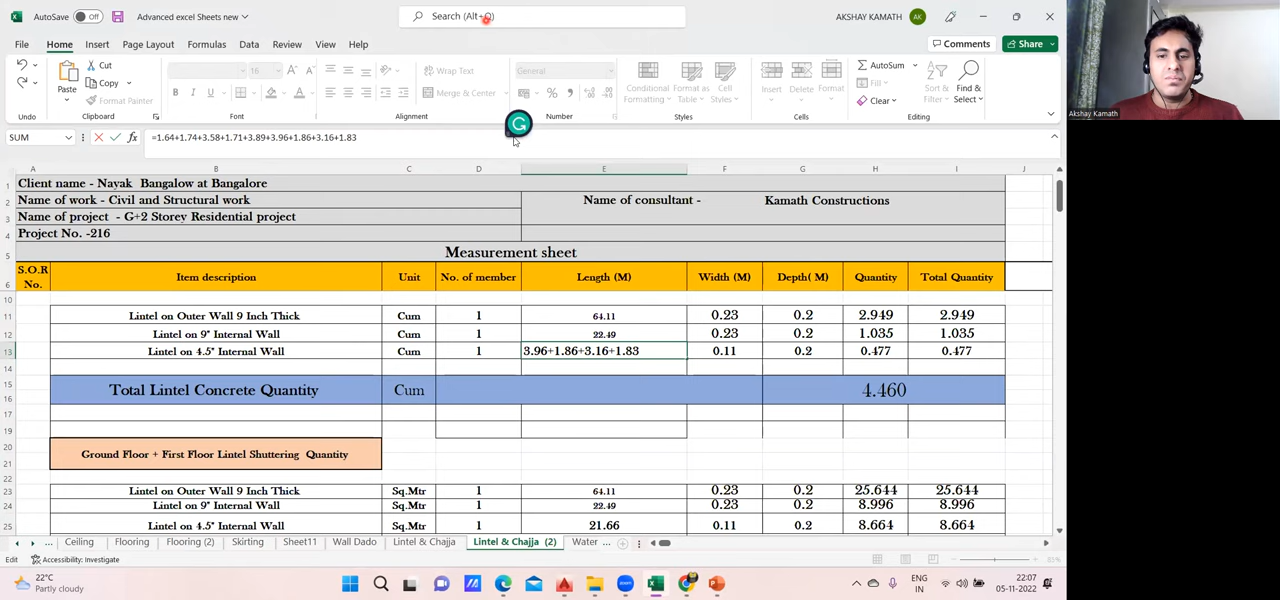 AutoSave Off Advanced excel Sheets new Search (Alt+Q) AKSHAY KAMATH AK
File Home Insert Page Layout Formulas Data Review View Help Comments Share
Paste Cut Copy Format Painter
16 A A
B I U A
Wrap Text
Merge & Center
General
% ,
Conditional Formatting
Format as Table
Cell Styles
Insert Delete Format
AutoSum
Fill
Clear
Sort & Filter
Find & Select
Undo Clipboard Font Alignment Number Styles Cells Editing
Akshay Kamath
SUM fx =1.64+1.74+3.58+1.71+3.89+3.96+1.86+3.16+1.83
A B C D E F G H I J
1 Client name - Nayak Bangalow at Bangalore
2 Name of work - Civil and Structural work Name of consultant - Kamath Constructions
3 Name of project - G+2 Storey Residential project
4 Project No. -216
5 Measurement sheet
6 S.O.R No. Item description Unit No. of member Length (M) Width (M) Depth( M) Quantity Total Quantity
10
11 Lintel on Outer Wall 9 Inch Thick Cum 1 64.11 0.23 0.2 2.949 2.949
12 Lintel on 9" Internal Wall Cum 1 22.49 0.23 0.2 1.035 1.035
13 Lintel on 4.5" Internal Wall Cum 1 3.96+1.86+3.16+1.83 0.11 0.2 0.477 0.477
14
15
16 Total Lintel Concrete Quantity Cum 4.460
17
19
20
21 Ground Floor + First Floor Lintel Shuttering Quantity
22
23 Lintel on Outer Wall 9 Inch Thick Sq.Mtr 1 64.11 0.23 0.2 25.644 25.644
24 Lintel on 9" Internal Wall Sq.Mtr 1 22.49 0.23 0.2 8.996 8.996
25 Lintel on 4.5" Internal Wall Sq.Mtr 1 21.66 0.11 0.2 8.664 8.664
... Ceiling Flooring Flooring (2) Skirting Sheet11 Wall Dado Lintel & Chajja Lintel & Chajja (2) Water ...
Edit Accessibility: Investigate
22°C
Partly cloudy
ENG
IN
22:07
05-11-2022